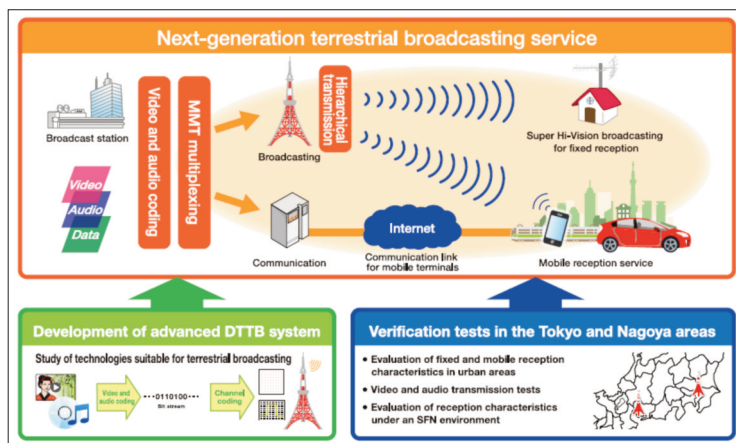 Next-generation terrestrial broadcasting service
Broadcast station
Video
Audio
Data
Video and audio coding
MMT multiplexing
Broadcasting
Hierarchical
transmission
Super Hi-Vision broadcasting
for fixed reception
Communication
Internet
Communication link
for mobile terminals
Mobile reception service
Development of advanced DTTB system
Study of technologies suitable for terrestrial broadcasting
Video and
audio coding
···0110100···
Bit stream
Channel
coding
Verification tests in the Tokyo and Nagoya areas
• Evaluation of fixed and mobile reception
characteristics in urban areas
• Video and audio transmission tests
• Evaluation of reception characteristics
under an SFN environment